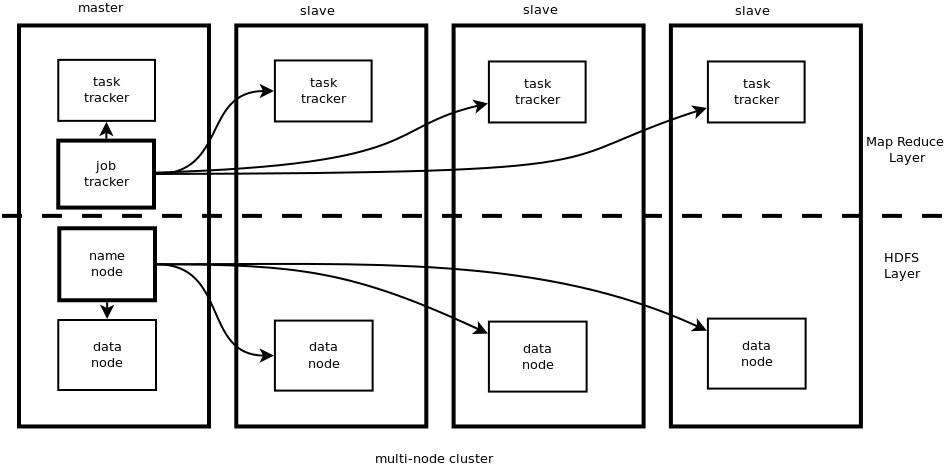 master
slave
slave
slave
task
tracker
task
tracker
task
tracker
task
tracker
job
tracker
Map Reduce
Layer
name
node
HDFS
Layer
data
node
data
node
data
node
data
node
multi-node cluster